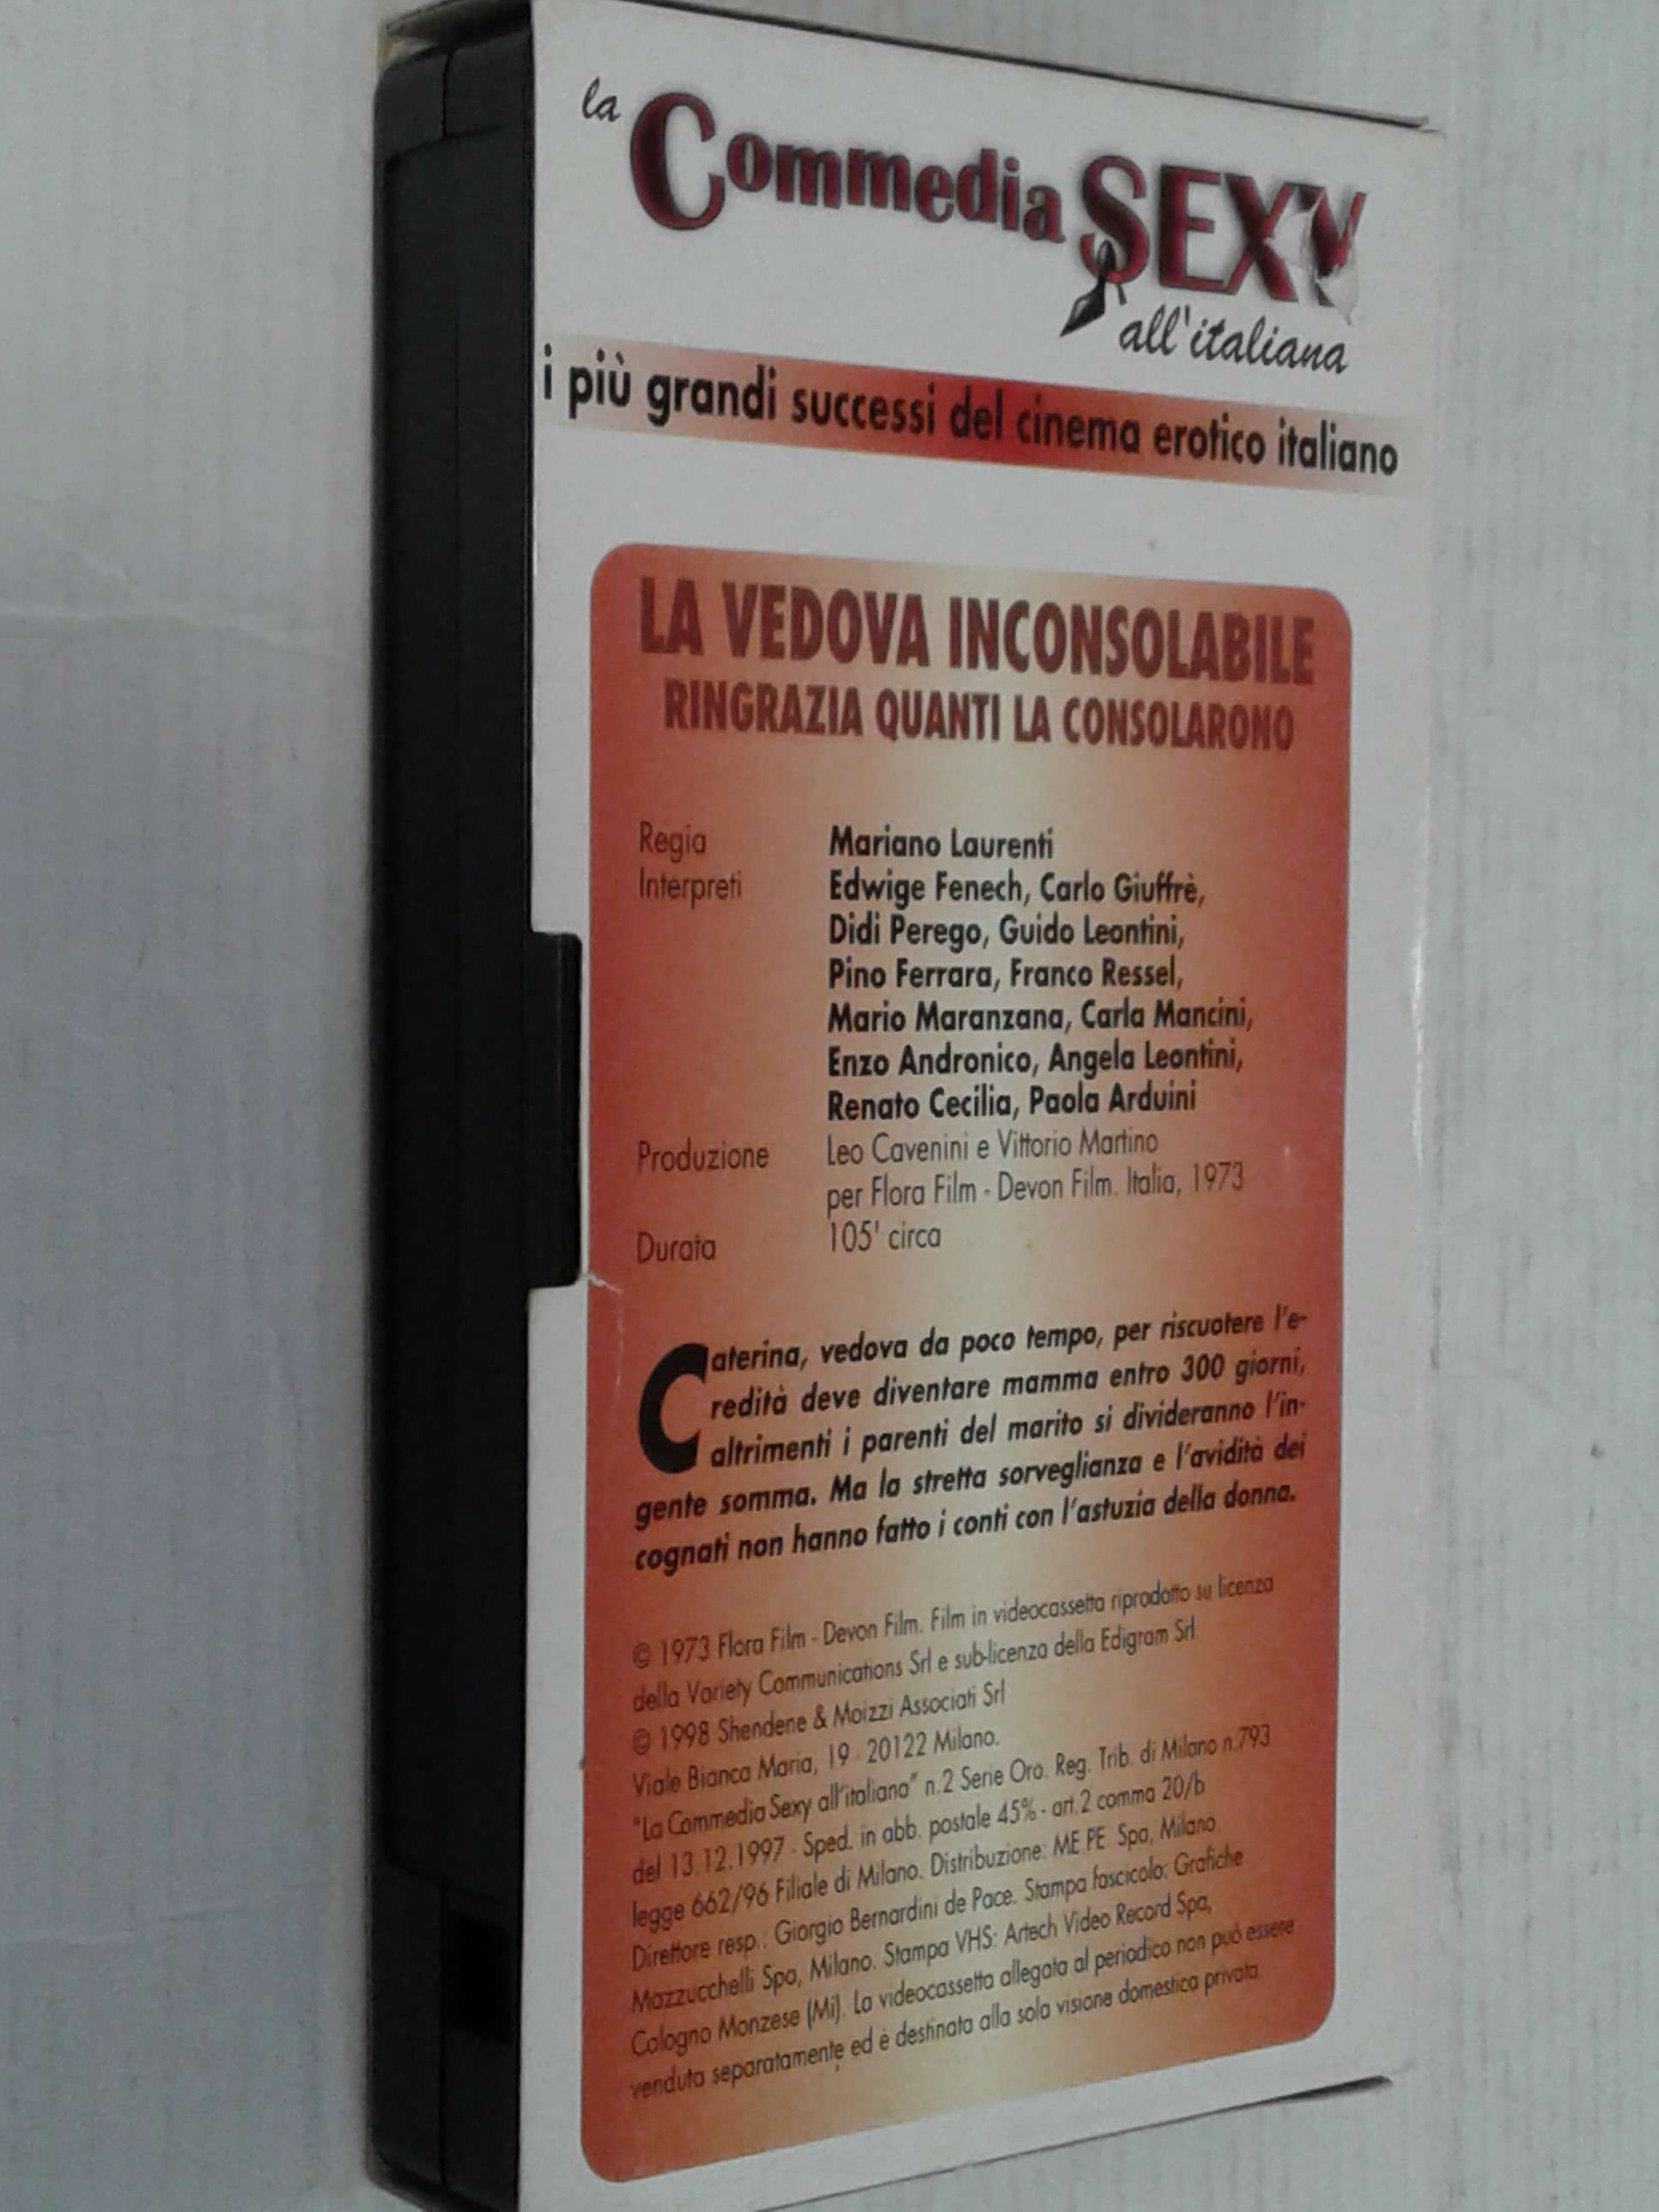 la Commedia SEXY
all'italiana
i più grandi successi del cinema erotico italiano
LA VEDOVA INCONSOLABILE
RINGRAZIA QUANTI LA CONSOLARONO
Regia Mariano Laurenti
Interpreti Edwige Fenech, Carlo Giuffrè,
Didi Perego, Guido Leontini,
Pino Ferrara, Franco Ressel,
Mario Maranzana, Carla Mancini,
Enzo Andronico, Angela Leontini,
Renato Cecilia, Paola Arduini
Produzione Leo Cavenini e Vittorio Martino
per Flora Film - Devon Film. Italia, 1973
Durata 105' circa
Caterina, vedova da poco tempo, per riscuotere l'e-
redità deve diventare mamma entro 300 giorni,
altrimenti i parenti del marito si divideranno l'in-
gente somma. Ma la stretta sorveglianza e l'avidità dei
cognati non hanno fatto i conti con l'astuzia della donna.
© 1973 Flora Film - Devon Film. Film in videocassetta riprodotto su licenza
della Variety Communications Srl e sub-licenza della Edigram Srl
© 1998 Shendene & Moizzi Associati Srl
Viale Bianca Maria, 19 - 20122 Milano.
"La Commedia Sexy all'italiana" n.2 Serie Oro. Reg. Trib. di Milano n.793
del 13.12.1997 - Sped. in abb. postale 45% - art.2 comma 20/b
legge 662/96 Filiale di Milano. Distribuzione: ME.PE. Spa, Milano
Direttore resp.: Giorgio Bernardini de Pace. Stampa fascicolo: Grafiche
Mazzucchelli Spa, Milano. Stampa VHS: Artech Video Record Spa,
Cologno Monzese (Mi). La videocassetta allegata al periodico non può essere
venduta separatamente ed è destinata alla sola visione domestica privata.